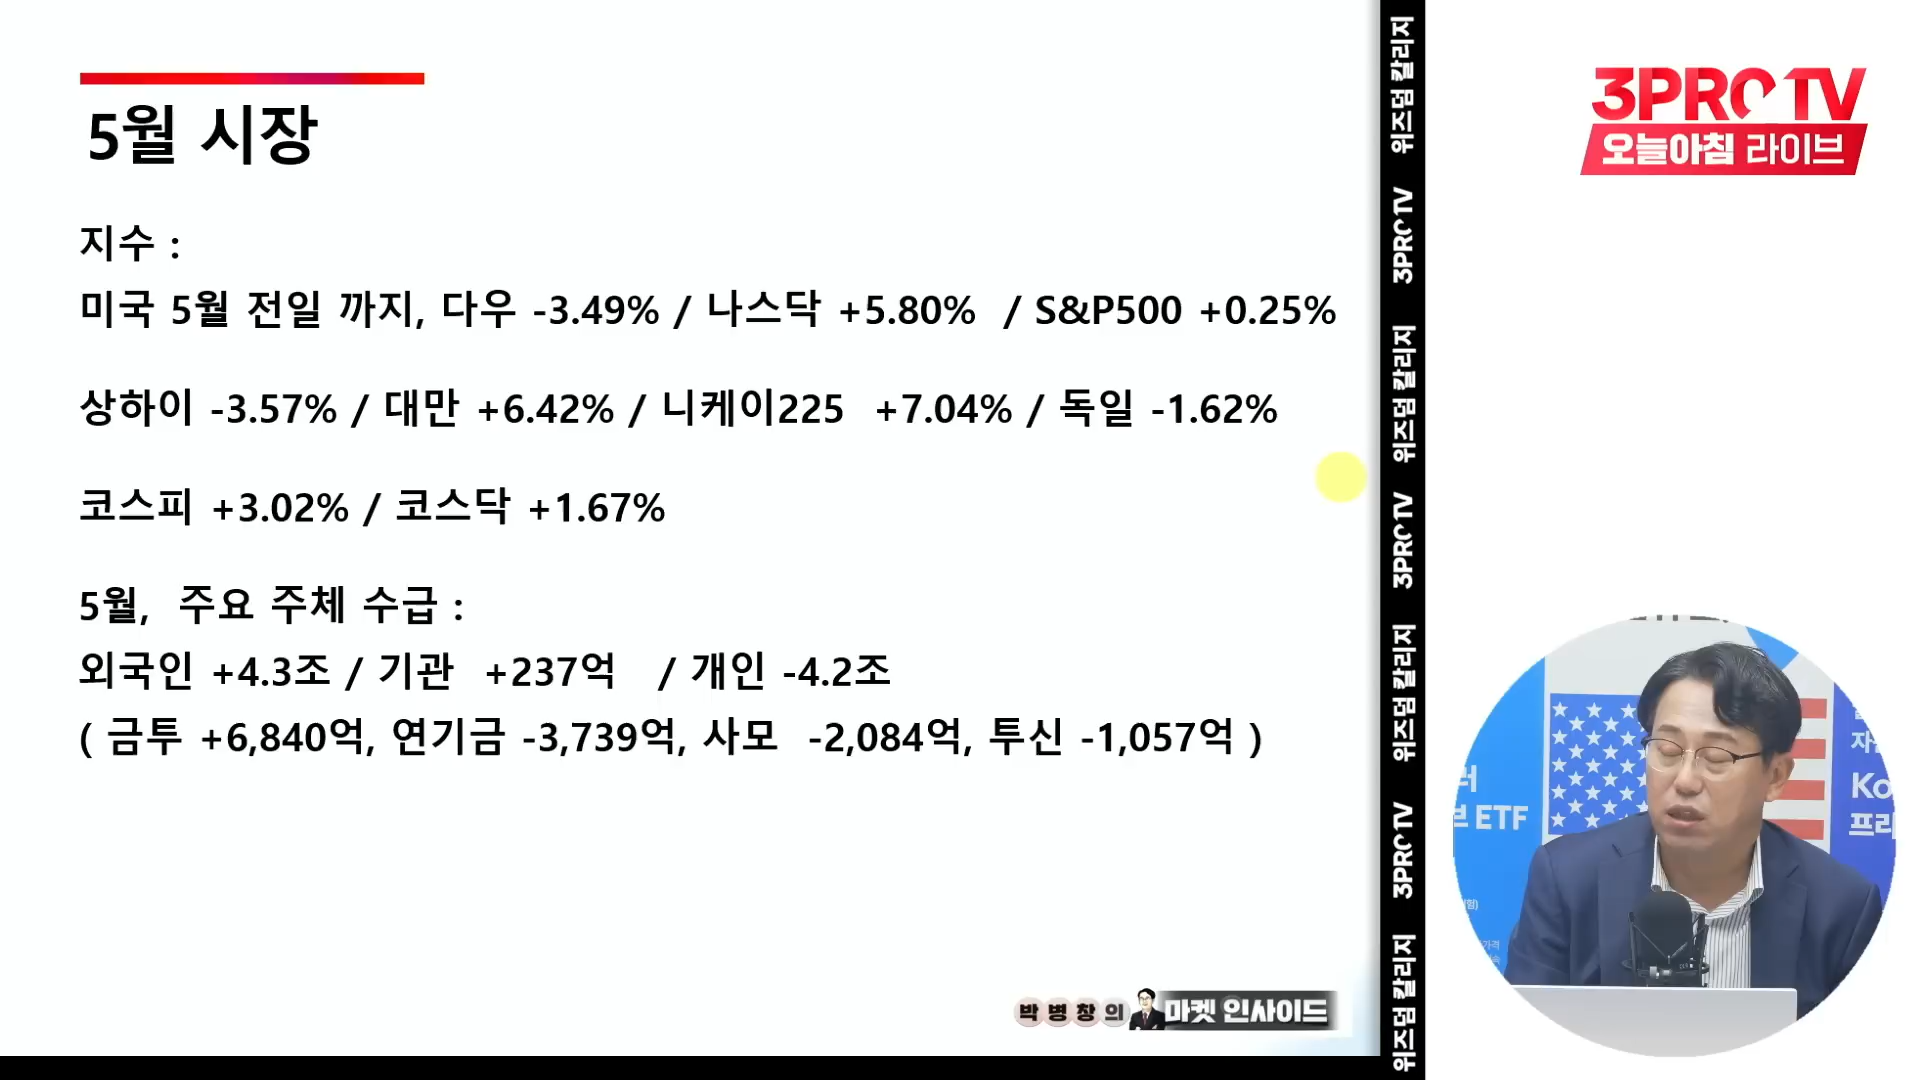 5월 시장
지수 :
미국 5월 전일 까지, 다우 -3.49% / 나스닥 +5.80% / S&P500 +0.25%
상하이 -3.57% / 대만 +6.42% / 니케이225 +7.04% / 독일 -1.62%
코스피 +3.02% / 코스닥 +1.67%
5월, 주요 주체 수급 :
외국인 +4.3조 / 기관 +237억 / 개인 -4.2조
( 금투 +6,840억, 연기금 -3,739억, 사모 -2,084억, 투신 -1,057억 )
박병창의 마켓 인사이드
위즈덤 칼리지
3PROTV
위즈덤 칼리지
3PROTV
위즈덤 칼리지
3PROTV
위즈덤 칼리지
3PROTV
오늘아침 라이브
ETF
Ko
프리